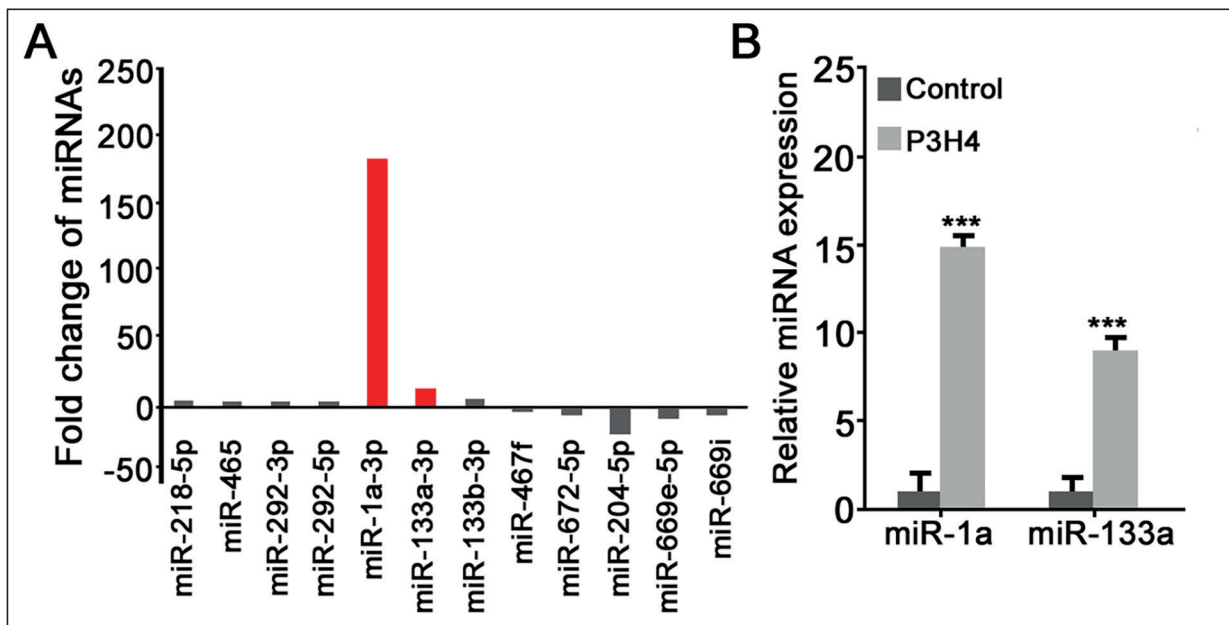 A
Fold change of miRNAs
250
200
150
100
50
0
-50
miR-218-5p
miR-465
miR-292-3p
miR-292-5p
miR-1a-3p
miR-133a-3p
miR-133b-3p
miR-467f
miR-672-5p
miR-204-5p
miR-669e-5p
miR-669i
B
Relative miRNA expression
25
20
15
10
5
0
Control
P3H4
***
***
miR-1a
miR-133a